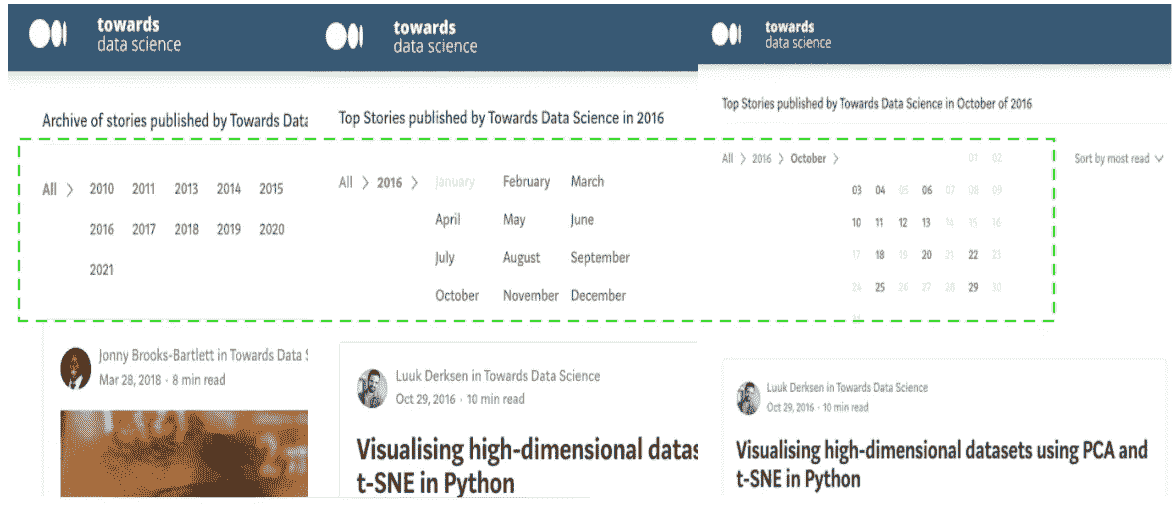 towards
data science
Archive of stories published by Towards Data
All > 2010 2011 2013 2014 2015
2016 2017 2018 2019 2020
2021
Jonny Brooks-Bartlett in Towards Data S
Mar 28, 2018 · 8 min read
towards
data science
Top Stories published by Towards Data Science in 2016
All > 2016 > January February March
April May June
July August September
October November December
Luuk Derksen in Towards Data Science
Oct 29, 2016 · 10 min read
Visualising high-dimensional datas
t-SNE in Python
towards
data science
Top Stories published by Towards Data Science in October of 2016
All > 2016 > October > 01 02
Sort by most read
03 04 05 06 07 08 09
10 11 12 13 14 15 16
17 18 19 20 21 22 23
24 25 26 27 28 29 30
31
Luuk Derksen in Towards Data Science
Oct 29, 2016 · 10 min read
Visualising high-dimensional datasets using PCA and
t-SNE in Python